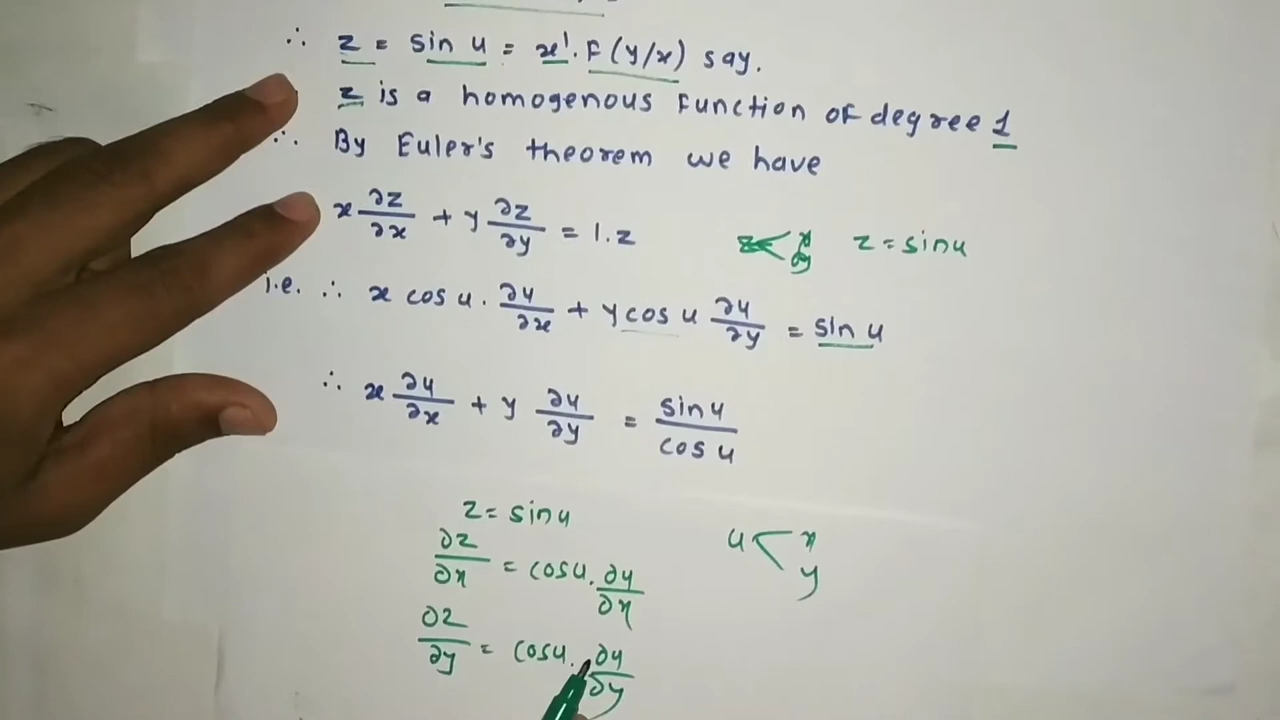 ∴ z = sin u = x¹. F(y/x) say.
z is a homogenous function of degree 1
∴ By Euler's theorem we have
x ∂z/∂x + y ∂z/∂y = 1.z
z = sin u
i.e. ∴ x cos u . ∂u/∂x + y cos u ∂u/∂y = sin u
∴ x ∂u/∂x + y ∂u/∂y = sin u / cos u
z = sin u
∂z/∂x = cos u . ∂u/∂x
u < x y
∂z/∂y = cos u . ∂u/∂y